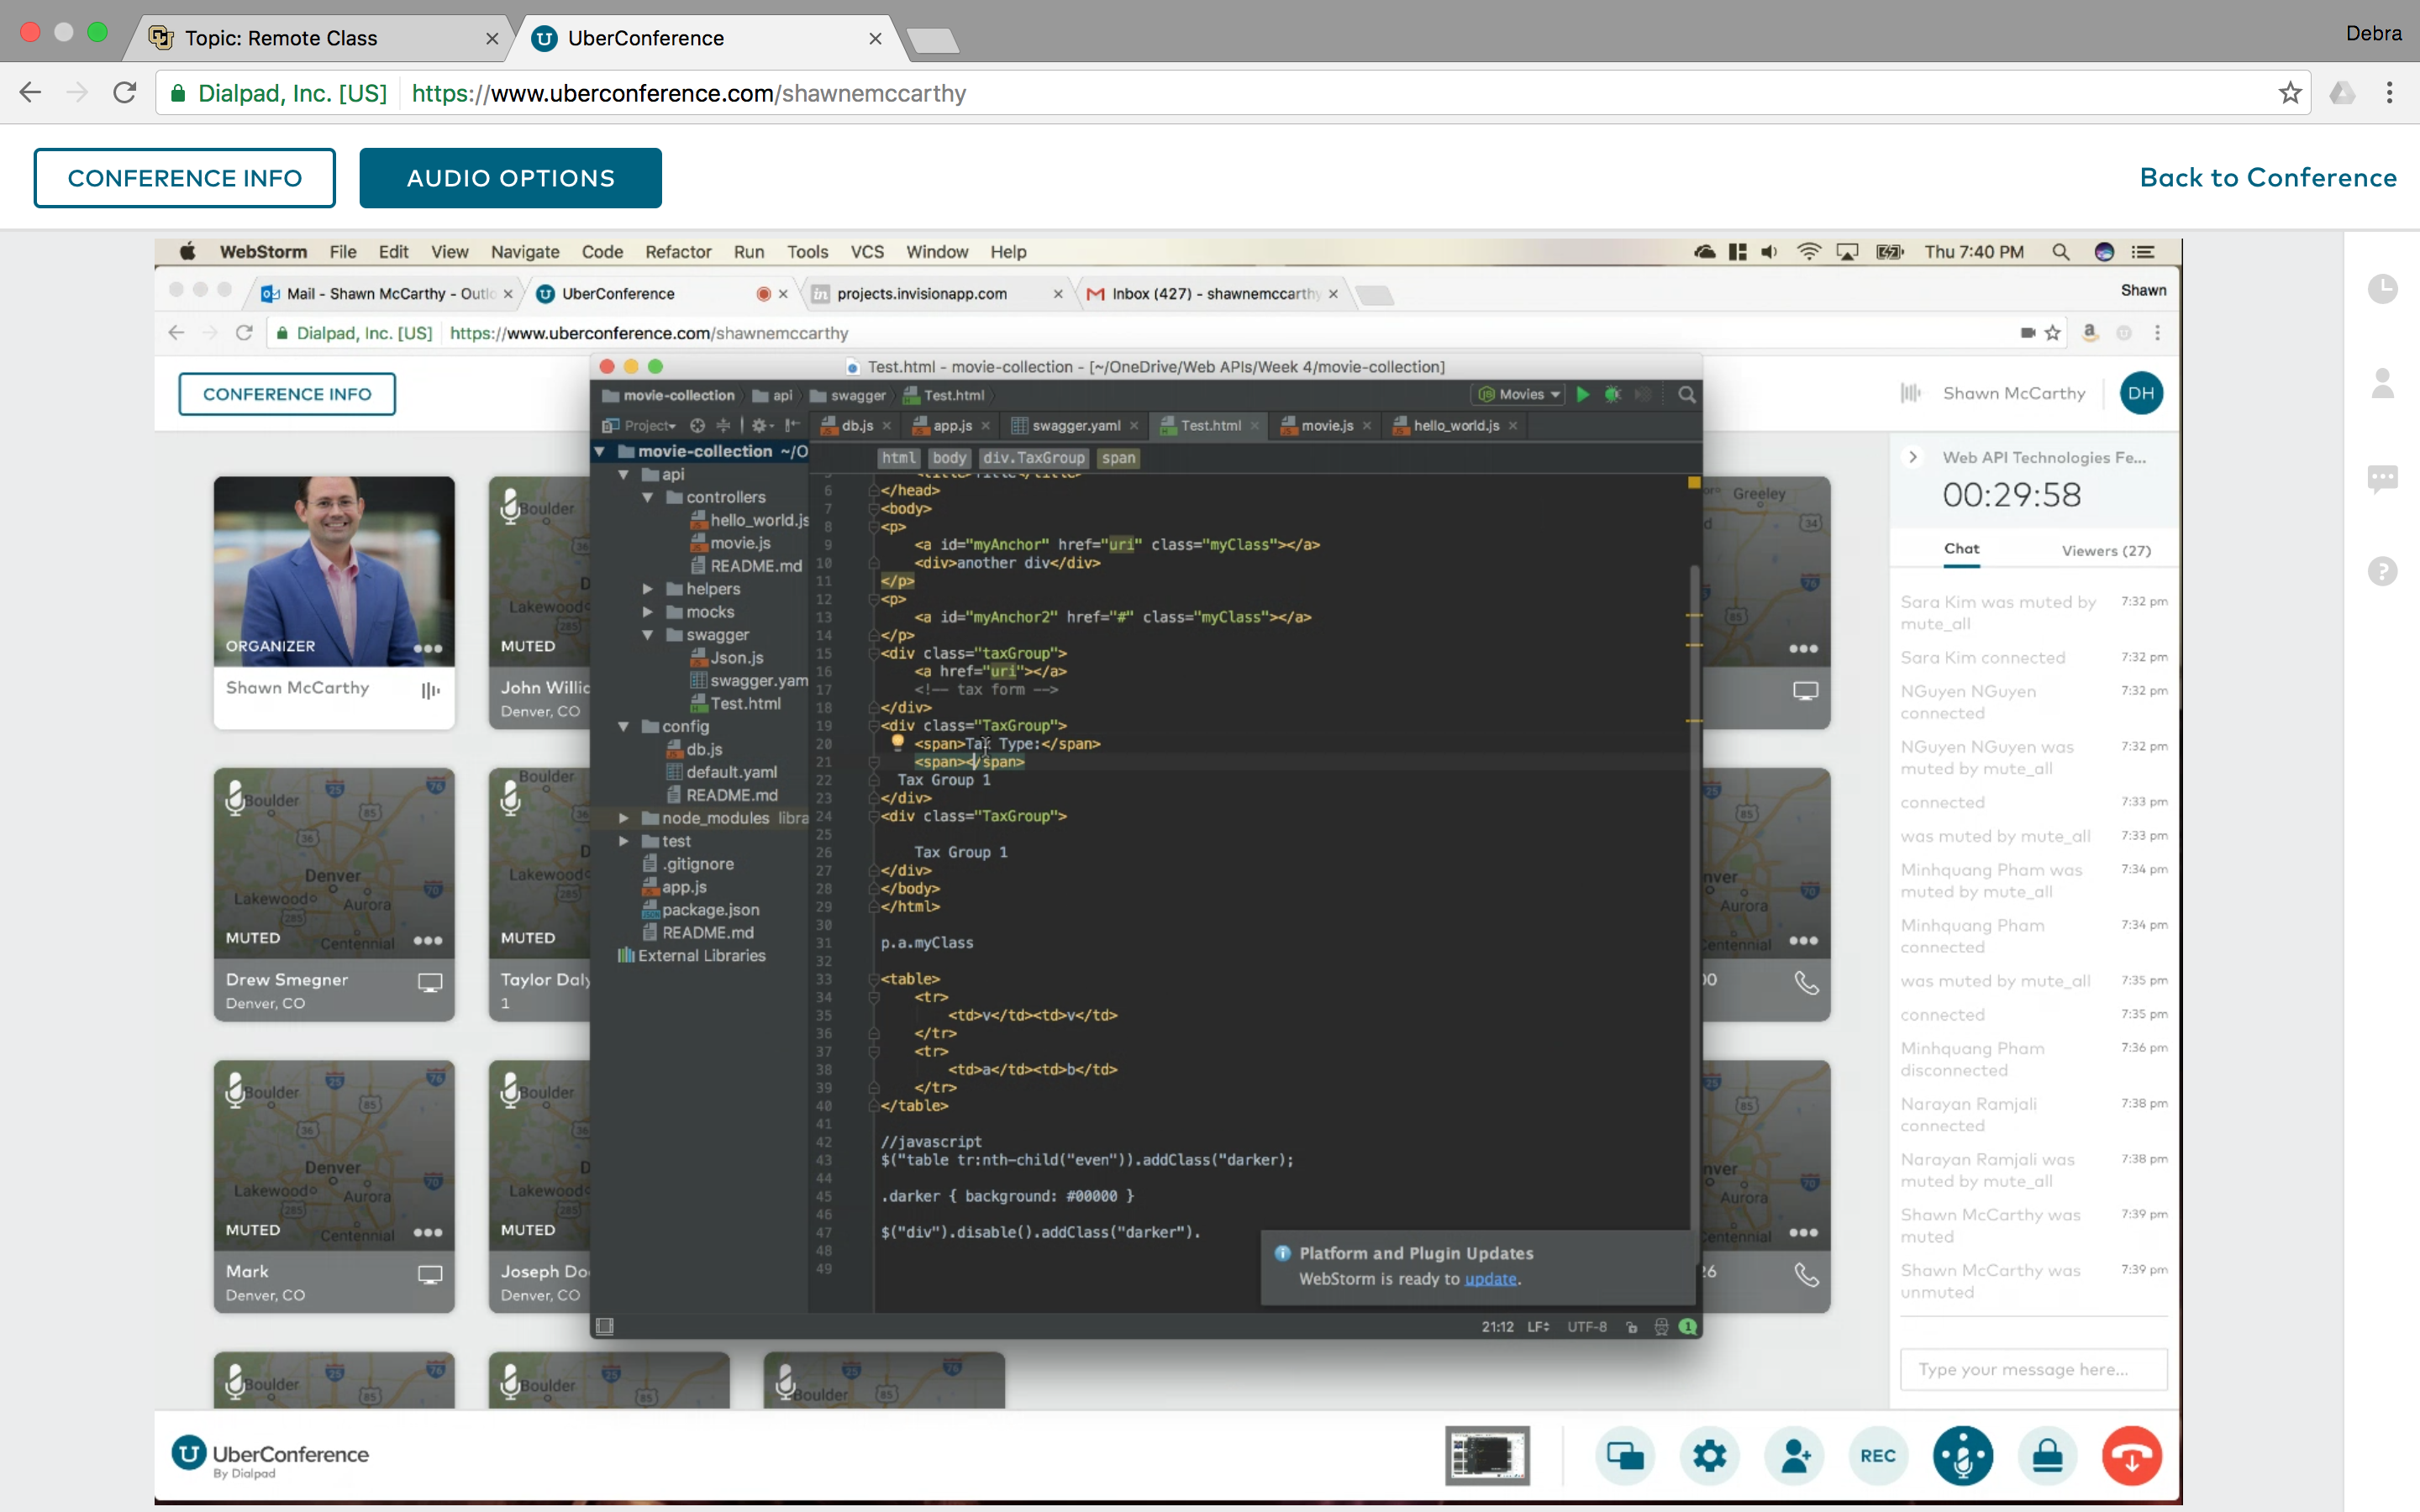 Topic: Remote Class
UberConference
Debra
Dialpad, Inc. [US] https://www.uberconference.com/shawnemccarthy
CONFERENCE INFO
AUDIO OPTIONS
Back to Conference
WebStorm File Edit View Navigate Code Refactor Run Tools VCS Window Help
Thu 7:40 PM
Mail - Shawn McCarthy - Outlo
UberConference
projects.invisionapp.com
Inbox (427) - shawnemccarthy
Shawn
Dialpad, Inc. [US] https://www.uberconference.com/shawnemccarthy
CONFERENCE INFO
Shawn McCarthy
DH
ORGANIZER
Shawn McCarthy
MUTED
John Willic
Denver, CO
MUTED
Drew Smegner
Denver, CO
MUTED
Taylor Daly
1
MUTED
Mark
Denver, CO
MUTED
Joseph Do
Denver, CO
Test.html - movie-collection - [~/OneDrive/Web APIs/Week 4/movie-collection]
movie-collection api swagger Test.html
Movies
Project
db.js app.js swagger.yaml Test.html movie.js hello_world.js
html body div.TaxGroup span
movie-collection ~/O
api
controllers
hello_world.js
movie.js
README.md
helpers
mocks
swagger
Json.js
swagger.yam
Test.html
config
db.js
default.yaml
README.md
node_modules libra
test
.gitignore
app.js
package.json
README.md
External Libraries
6 </head>
7 <body>
8 <p>
9 <a id="myAnchor" href="uri" class="myClass"></a>
10 <div>another div</div>
11 </p>
12 <p>
13 <a id="myAnchor2" href="#" class="myClass"></a>
14 </p>
15 <div class="taxGroup">
16 <a href="uri"></a>
17 <!-- tax form -->
18 </div>
19 <div class="TaxGroup">
20 <span>Tax Type:</span>
21 <span></span>
22 Tax Group 1
23 </div>
24 <div class="TaxGroup">
25
26 Tax Group 1
27 </div>
28 </body>
29 </html>
30
31 p.a.myClass
32
33 <table>
34 <tr>
35 <td>v</td><td>v</td>
36 </tr>
37 <tr>
38 <td>a</td><td>b</td>
39 </tr>
40 </table>
41
42 //javascript
43 $("table tr:nth-child("even")).addClass("darker);
44
45 .darker { background: #00000 }
46
47 $("div").disable().addClass("darker").
48
49
Platform and Plugin Updates
WebStorm is ready to update.
21:12 LF UTF-8 1
Web API Technologies Fe...
00:29:58
Chat Viewers (27)
Sara Kim was muted by 7:32 pm
mute_all
Sara Kim connected 7:32 pm
NGuyen NGuyen 7:32 pm
connected
NGuyen NGuyen was 7:32 pm
muted by mute_all
connected 7:33 pm
was muted by mute_all 7:33 pm
Minhquang Pham was 7:34 pm
muted by mute_all
Minhquang Pham 7:34 pm
connected
was muted by mute_all 7:35 pm
connected 7:35 pm
Minhquang Pham 7:36 pm
disconnected
Narayan Ramjali 7:38 pm
connected
Narayan Ramjali was 7:38 pm
muted by mute_all
Shawn McCarthy was 7:39 pm
muted
Shawn McCarthy was 7:39 pm
unmuted
Type your message here...
UberConference
By Dialpad
REC